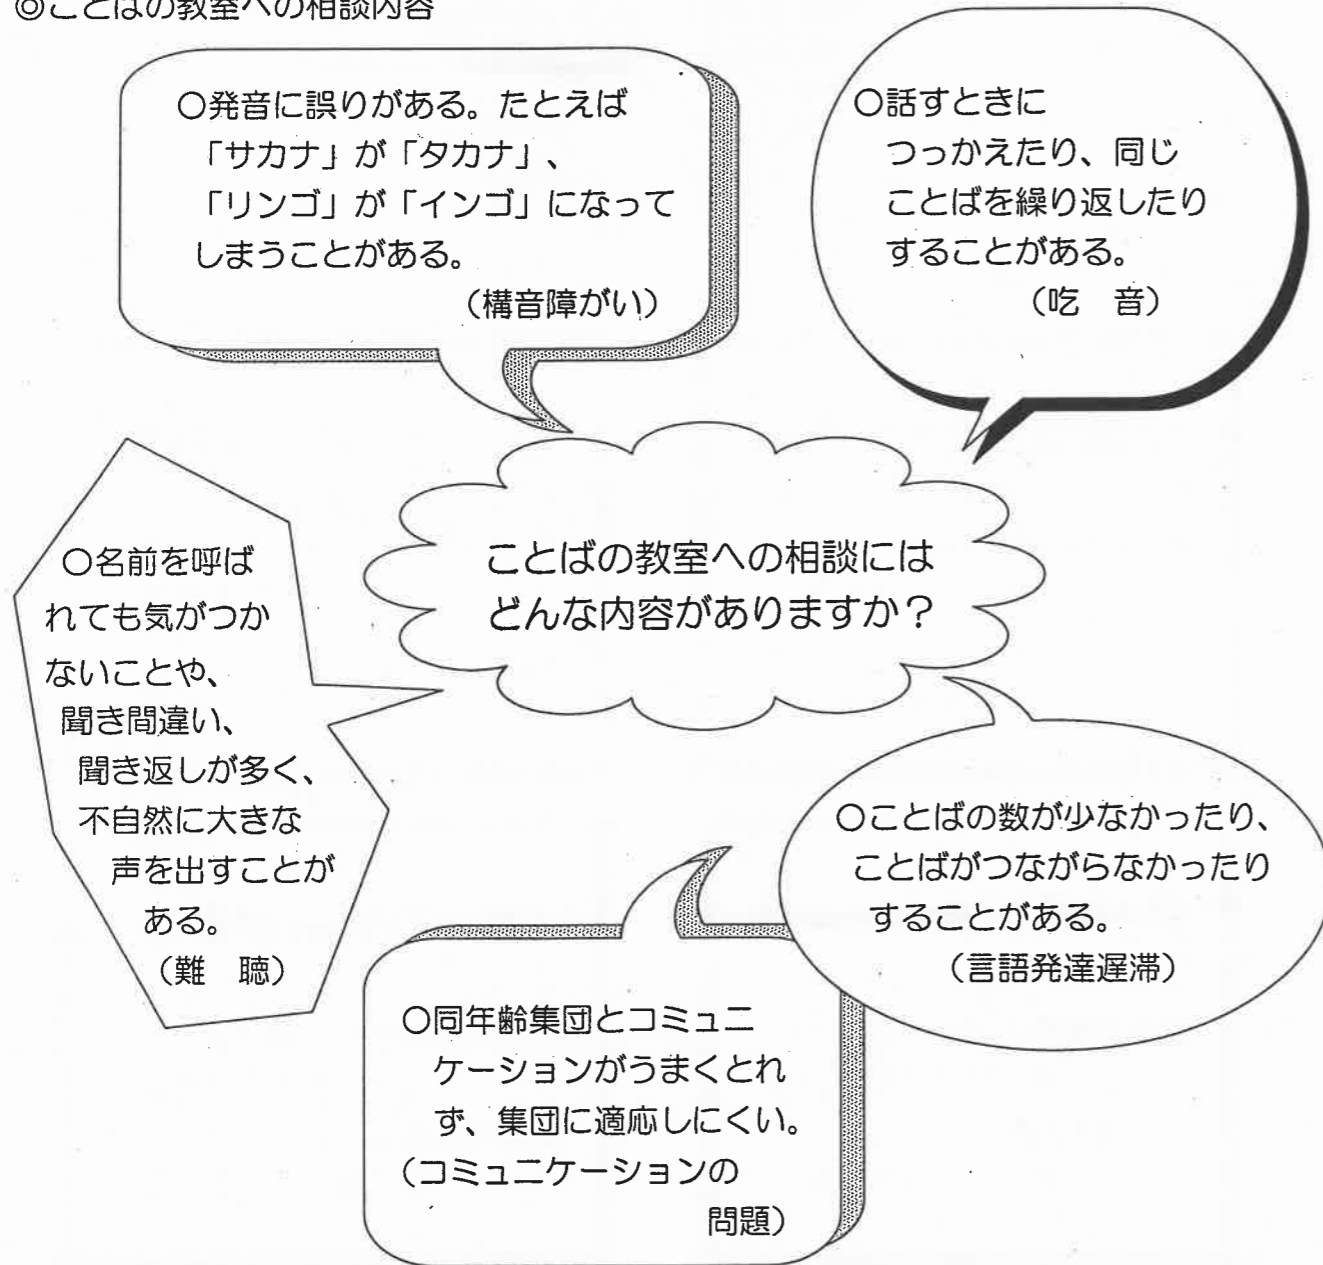 ◎ことばの教室への相談内容
○発音に誤りがある。たとえば
「サカナ」が「タカナ」、
「リンゴ」が「インゴ」になって
しまうことがある。
（構音障がい）
○話すときに
つっかえたり、同じ
ことばを繰り返したり
することがある。
（吃　音）
ことばの教室への相談には
どんな内容がありますか？
○名前を呼ば
れても気がつか
ないことや、
聞き間違い、
聞き返しが多く、
不自然に大きな
声を出すことが
ある。
（難　聴）
○ことばの数が少なかったり、
ことばがつながらなかったり
することがある。
（言語発達遅滞）
○同年齢集団とコミュニ
ケーションがうまくとれ
ず、集団に適応しにくい。
（コミュニケーションの
問題）